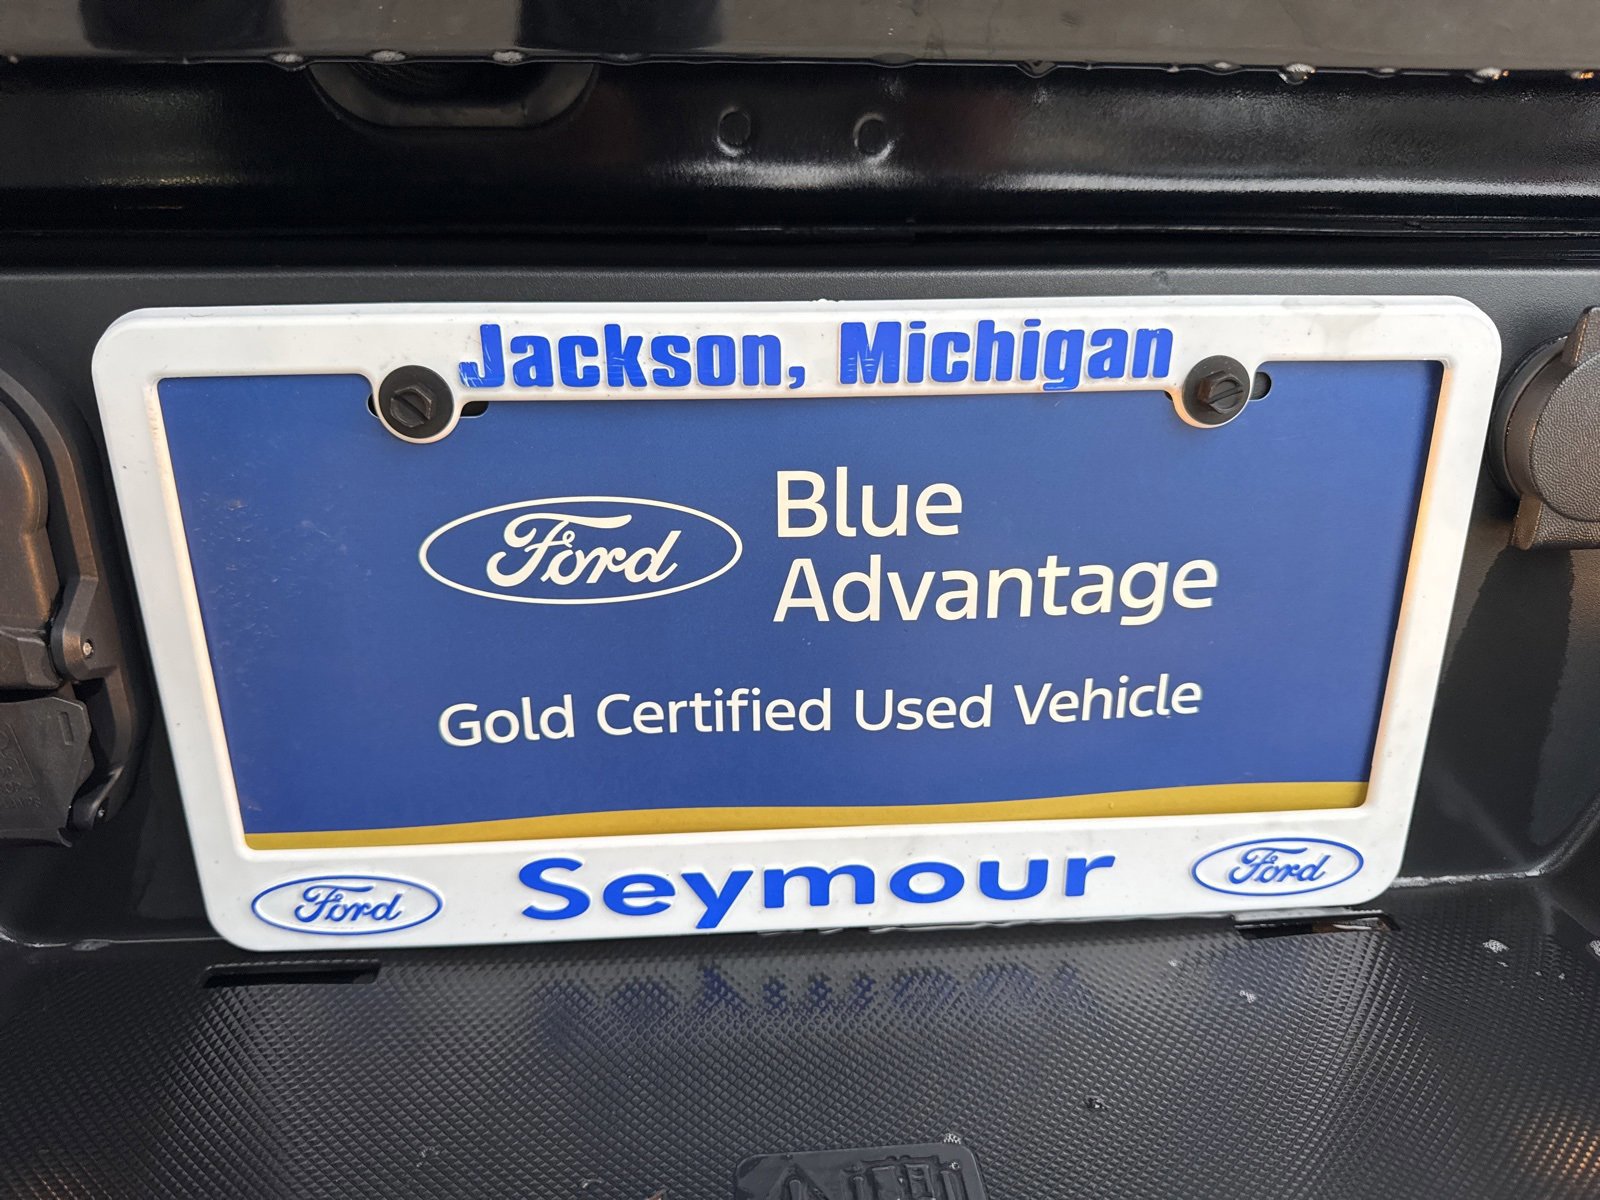 Jackson, Michigan
Ford
Blue
Advantage
Gold Certified Used Vehicle
Ford
Seymour
Ford